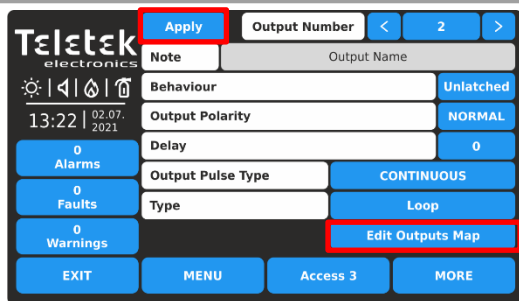 Teletek
electronics
13:22 | 02.07.
2021
0
Alarms
0
Faults
0
Warnings
Apply Output Number < 2 >
Note Output Name
Behaviour Unlatched
Output Polarity NORMAL
Delay 0
Output Pulse Type CONTINUOUS
Type Loop
Edit Outputs Map
EXIT MENU Access 3 MORE